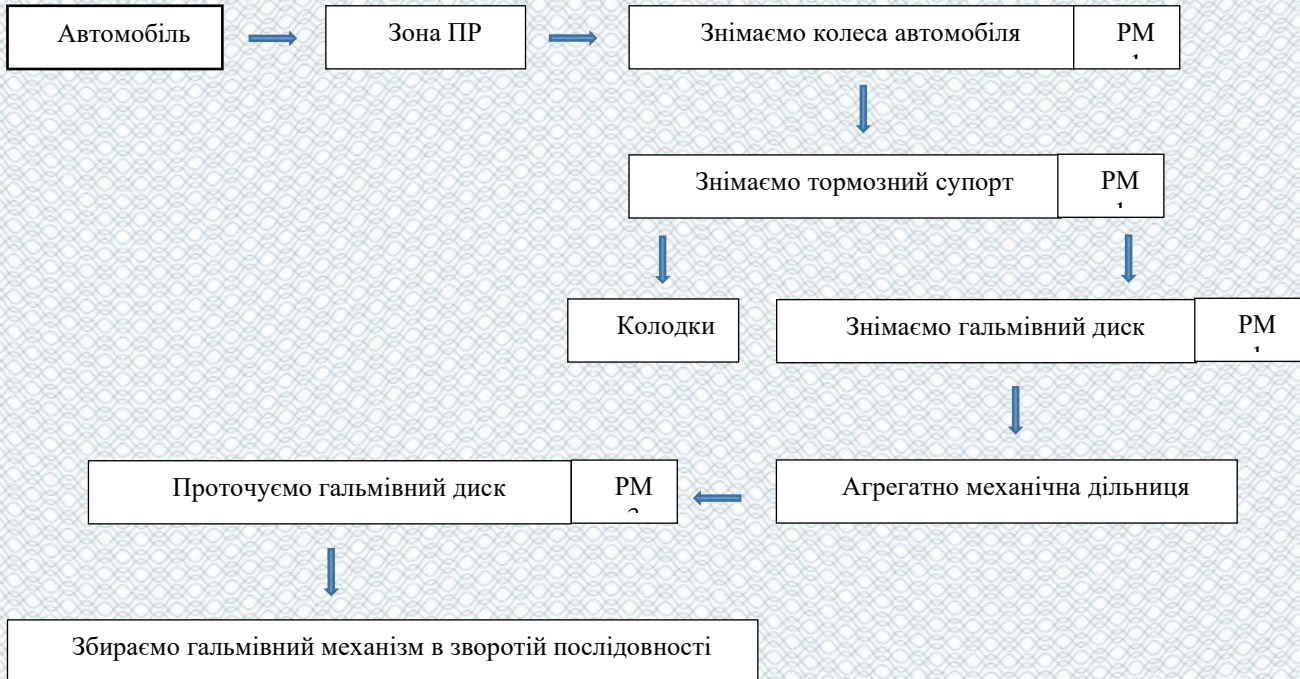 Автомобіль
Зона ПР
Знімаємо колеса автомобіля
РМ
Знімаємо тормозний супорт
РМ
Колодки
Знімаємо гальмівний диск
РМ
Проточуємо гальмівний диск
РМ
Агрегатно механічна дільниця
Збираємо гальмівний механізм в зворотій послідовності